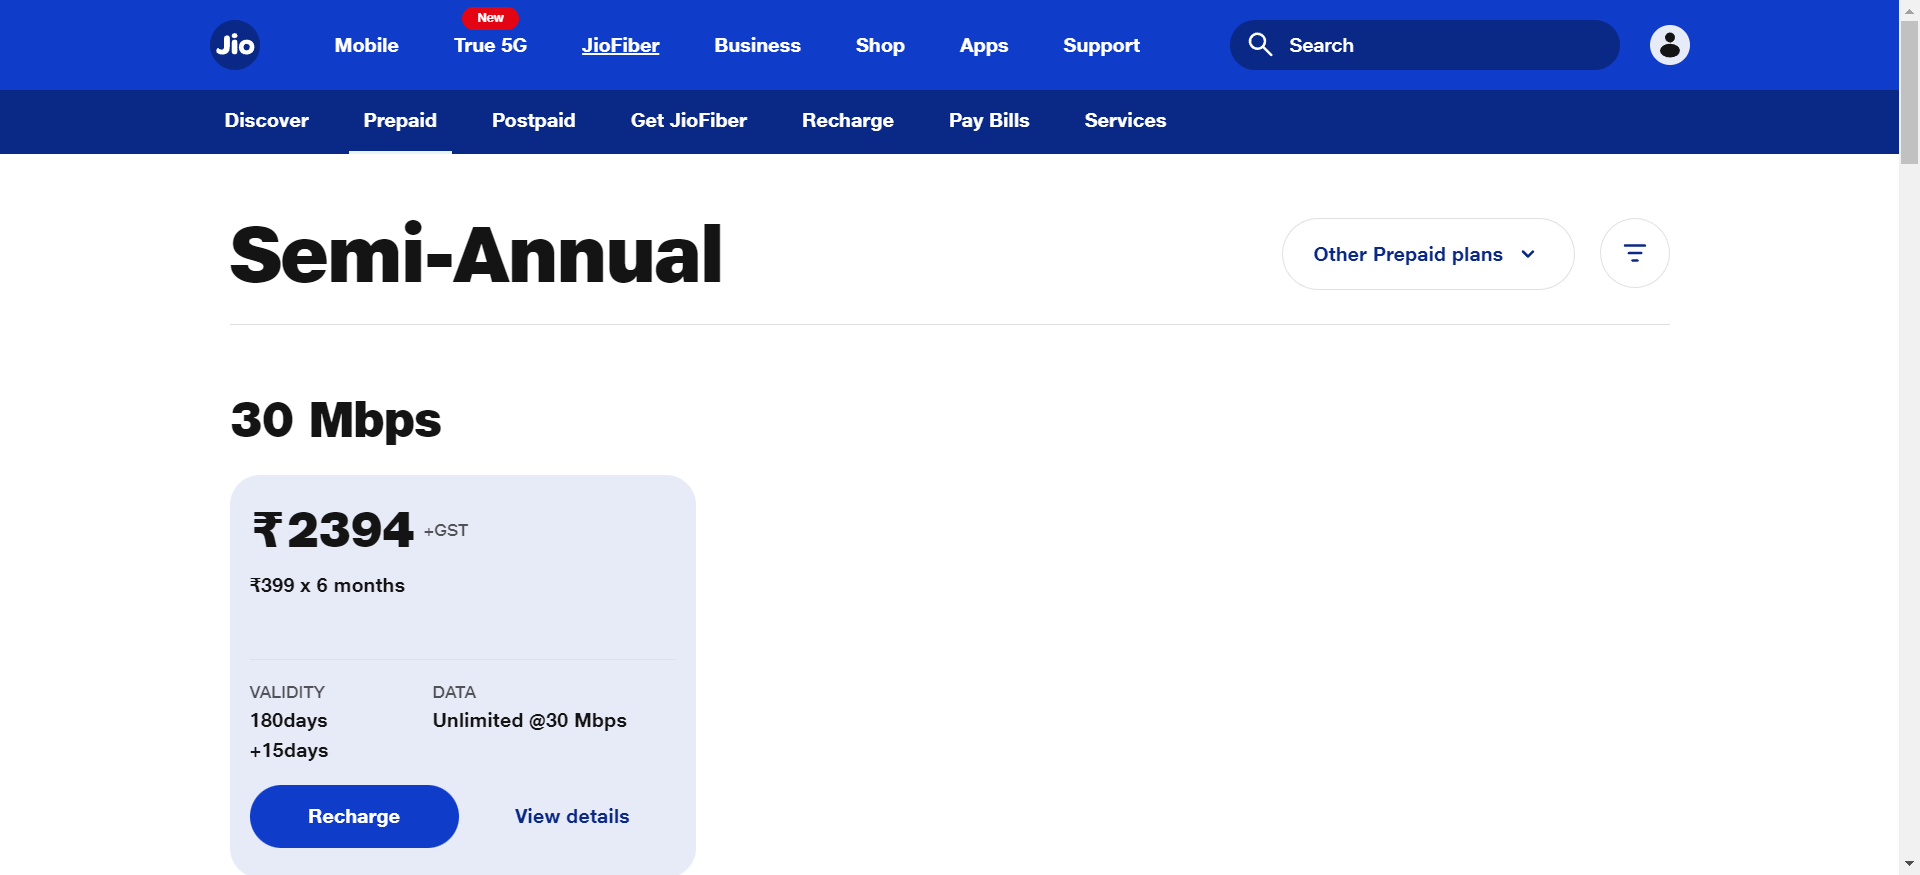 New
Jio Mobile True 5G JioFiber Business Shop Apps Support Search
Discover Prepaid Postpaid Get JioFiber Recharge Pay Bills Services
Semi-Annual
Other Prepaid plans
30 Mbps
₹2394 +GST
₹399 x 6 months
VALIDITY DATA
180days Unlimited @30 Mbps
+15days
Recharge View details